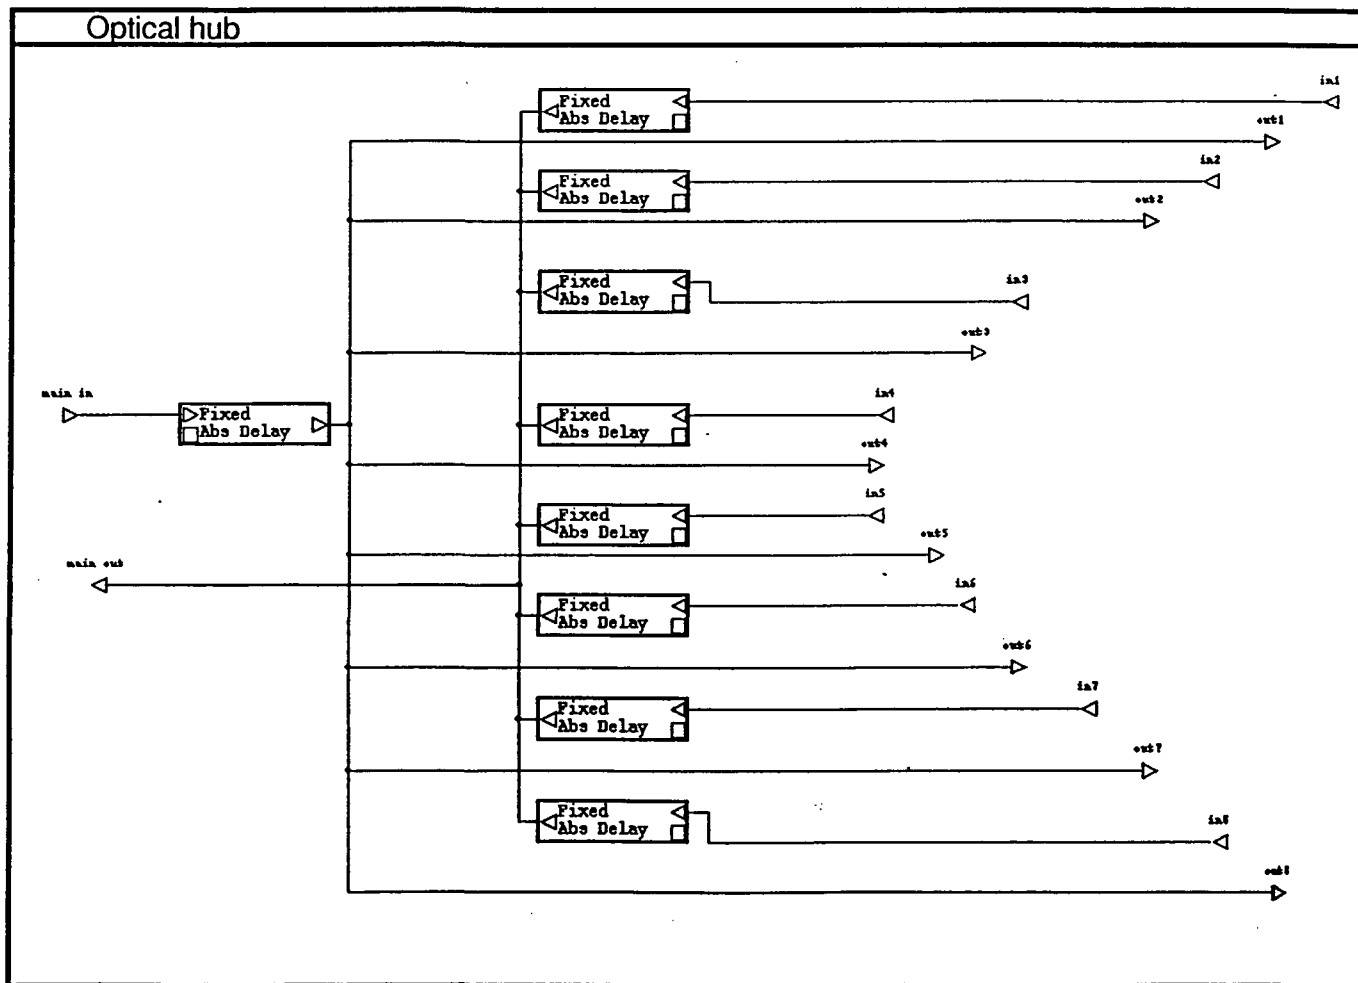 Optical hub
in1
Fixed
Abs Delay
out1
in2
Fixed
Abs Delay
out2
Fixed
Abs Delay
in3
out3
main in
Fixed
Abs Delay
in4
Fixed
Abs Delay
out4
in5
Fixed
Abs Delay
out5
main out
in6
Fixed
Abs Delay
out6
in7
Fixed
Abs Delay
out7
Fixed
Abs Delay
in8
out8